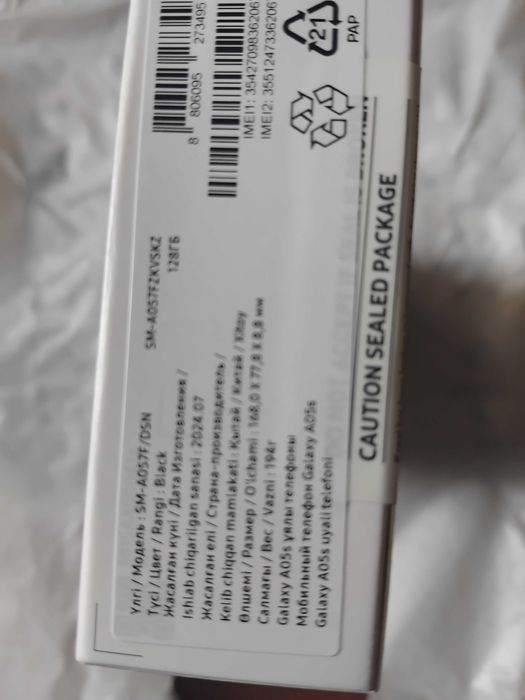 Үлгі / Модель : SM-A057F/DSN SM-A057FZKVSKZ
Түсі / Цвет / Rangi : Black 128ГБ
Жасалған күні / Дата Изготовления /
Ishlab chiqarilgan sanasi : 2024.07
Жасалған елі / Страна-производитель /
Kelib chiqqan mamlakati : Қытай / Китай / Xitoy
Өлшемі / Размер / O'lchami : 168,0 X 77,8 X 8,8 мм
Салмағы / Вес / Vazni : 194г
Galaxy A05s ұялы телефоны
Мобильный телефон Galaxy A05s
Galaxy A05s uyali telefoni
8 806095 273495
IMEI1: 3542709836206
IMEI2: 3551247336206
21
PAP
CAUTION SEALED PACKAGE